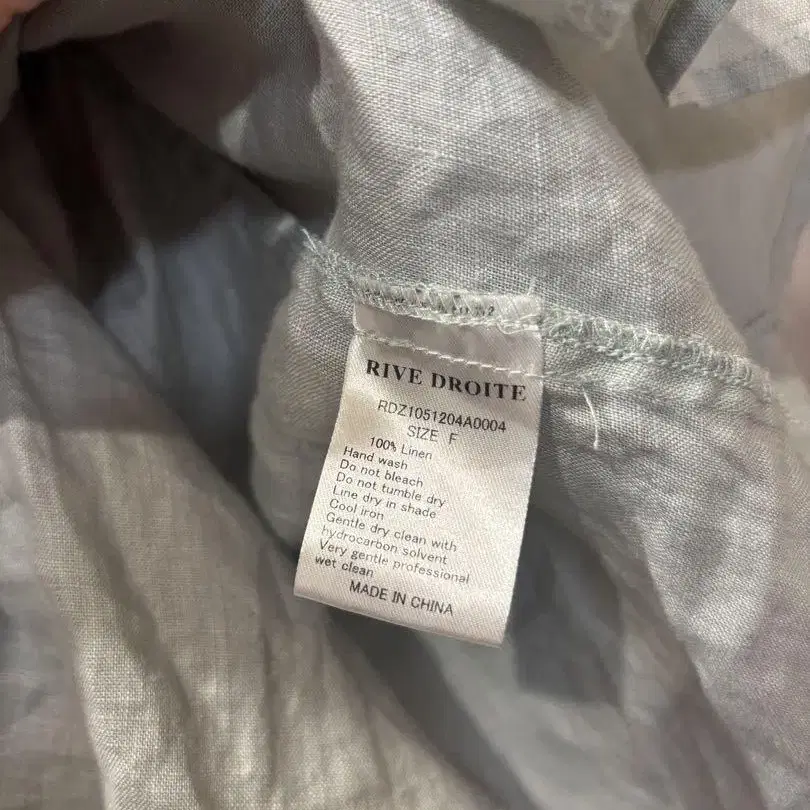 RIVE DROITE
RDZ1051204A0004
SIZE F
100% Linen
Hand wash
Do not bleach
Do not tumble dry
Line dry in shade
Cool iron
Gentle dry clean with
hydrocarbon solvent
Very gentle professional
wet clean
MADE IN CHINA